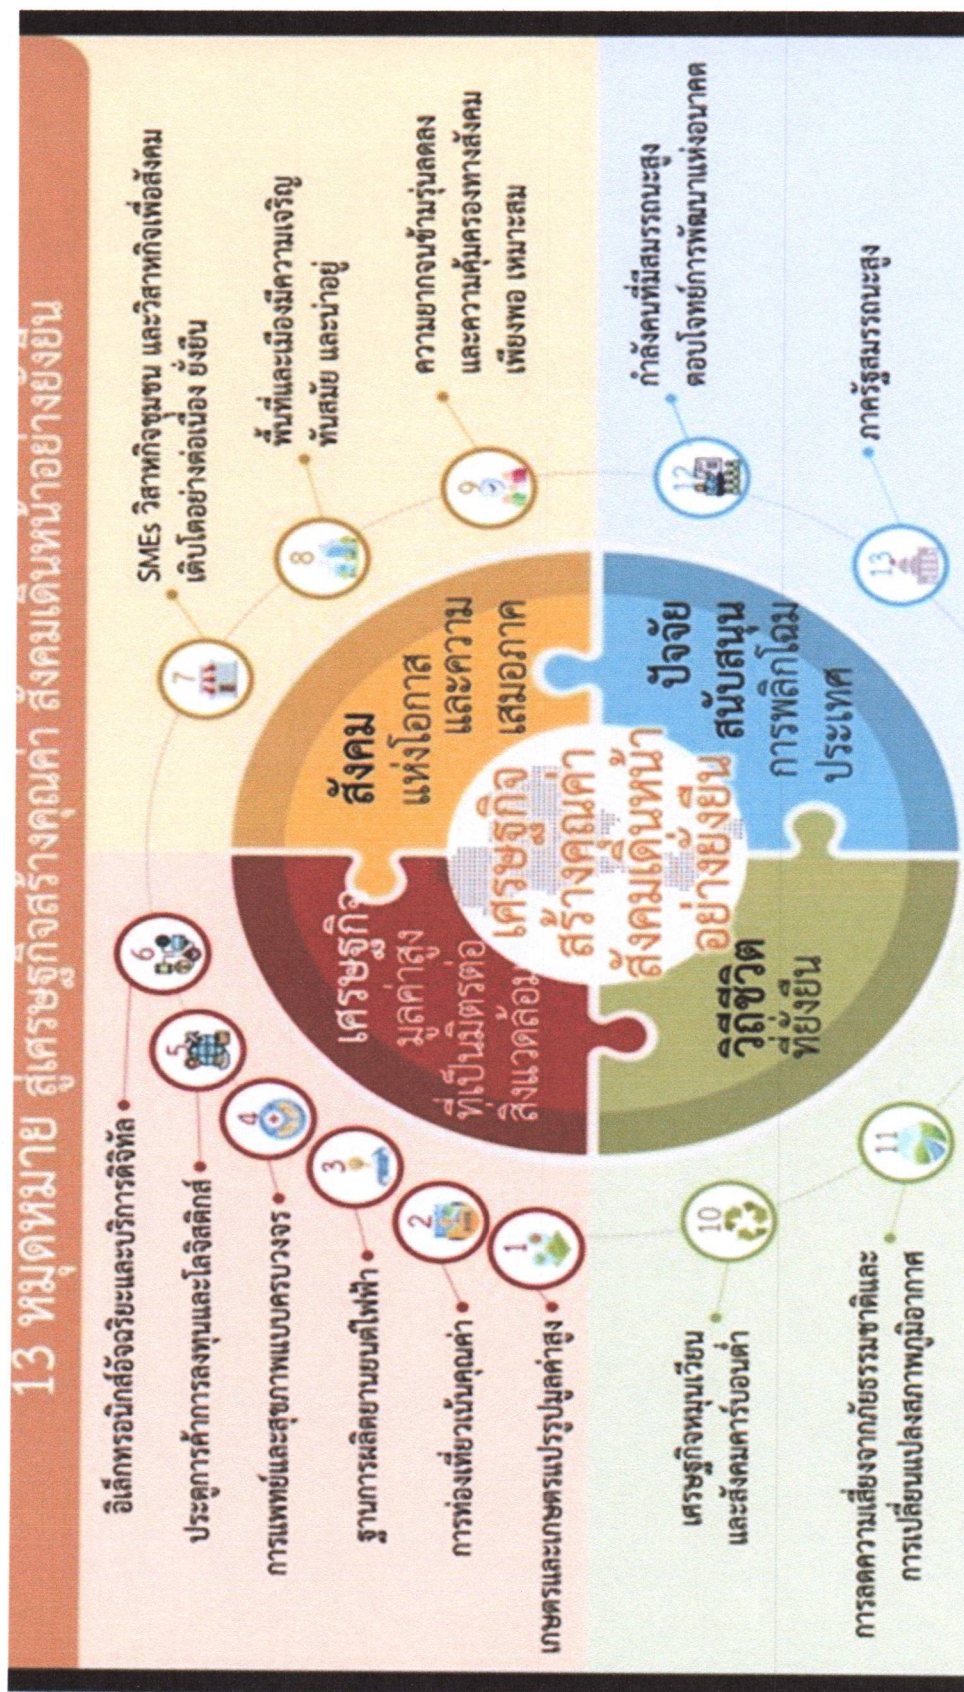 13 หมุดหมาย สู่เศรษฐกิจสร้างคุณค่า สังคมเดินหน้าอย่างยั่งยืน
อิเล็กทรอนิกส์อัจฉริยะและบริการดิจิทัล
6
ประตูการค้าการลงทุนและโลจิสติกส์
5
การแพทย์และสุขภาพแบบครบวงจร
4
ฐานการผลิตยานยนต์ไฟฟ้า
3
การท่องเที่ยวเน้นคุณค่า
2
เกษตรและเกษตรแปรรูปมูลค่าสูง
1
7
SMEs วิสาหกิจชุมชน และวิสาหกิจเพื่อสังคม
เติบโตอย่างต่อเนื่อง ยั่งยืน
8
พื้นที่และเมืองมีความเจริญ
ทันสมัย และน่าอยู่
9
ความยากจนข้ามรุ่นลดลง
และความคุ้มครองทางสังคม
เพียงพอ เหมาะสม
เศรษฐกิจ
มูลค่าสูง
ที่เป็นมิตรต่อ
สิ่งแวดล้อม
สังคม
แห่งโอกาส
และความ
เสมอภาค
เศรษฐกิจ
สร้างคุณค่า
สังคมเดินหน้า
อย่างยั่งยืน
วิถีชีวิต
ที่ยั่งยืน
ปัจจัย
สนับสนุน
การพลิกโฉม
ประเทศ
เศรษฐกิจหมุนเวียน
และสังคมคาร์บอนต่ำ
10
การลดความเสี่ยงจากภัยธรรมชาติและ
การเปลี่ยนแปลงสภาพภูมิอากาศ
11
12
กำลังคนที่มีสมรรถนะสูง
ตอบโจทย์การพัฒนาแห่งอนาคต
13
ภาครัฐสมรรถนะสูง